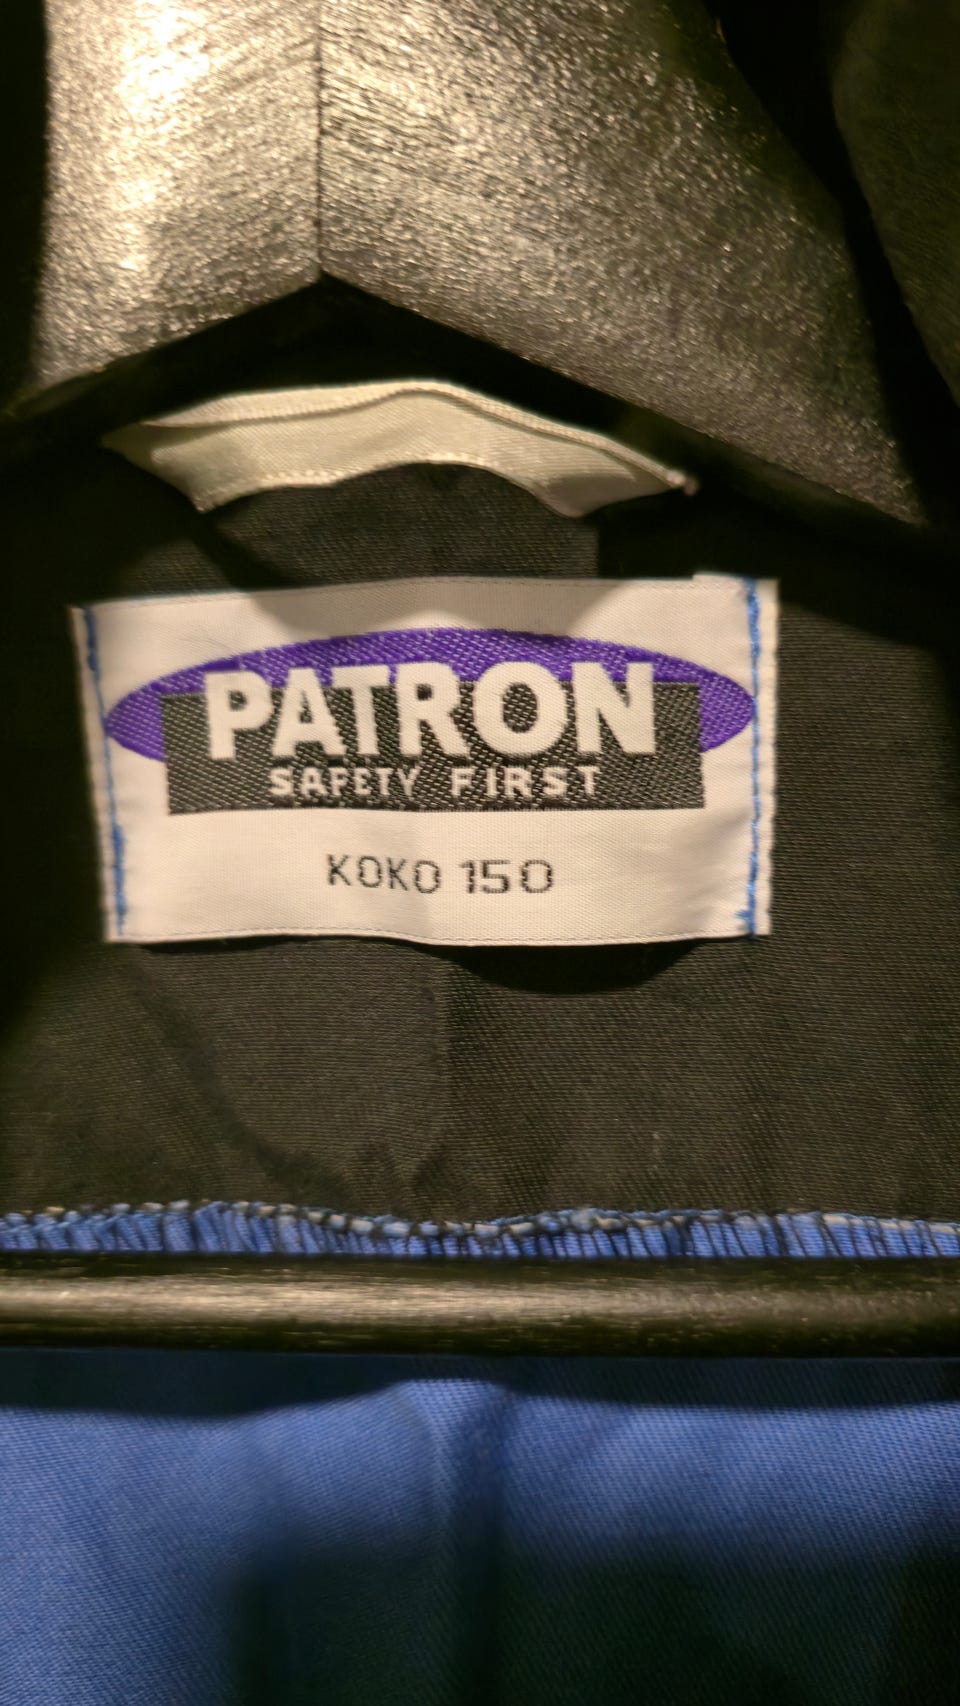 PATRON
SAFETY FIRST
KOKO 150